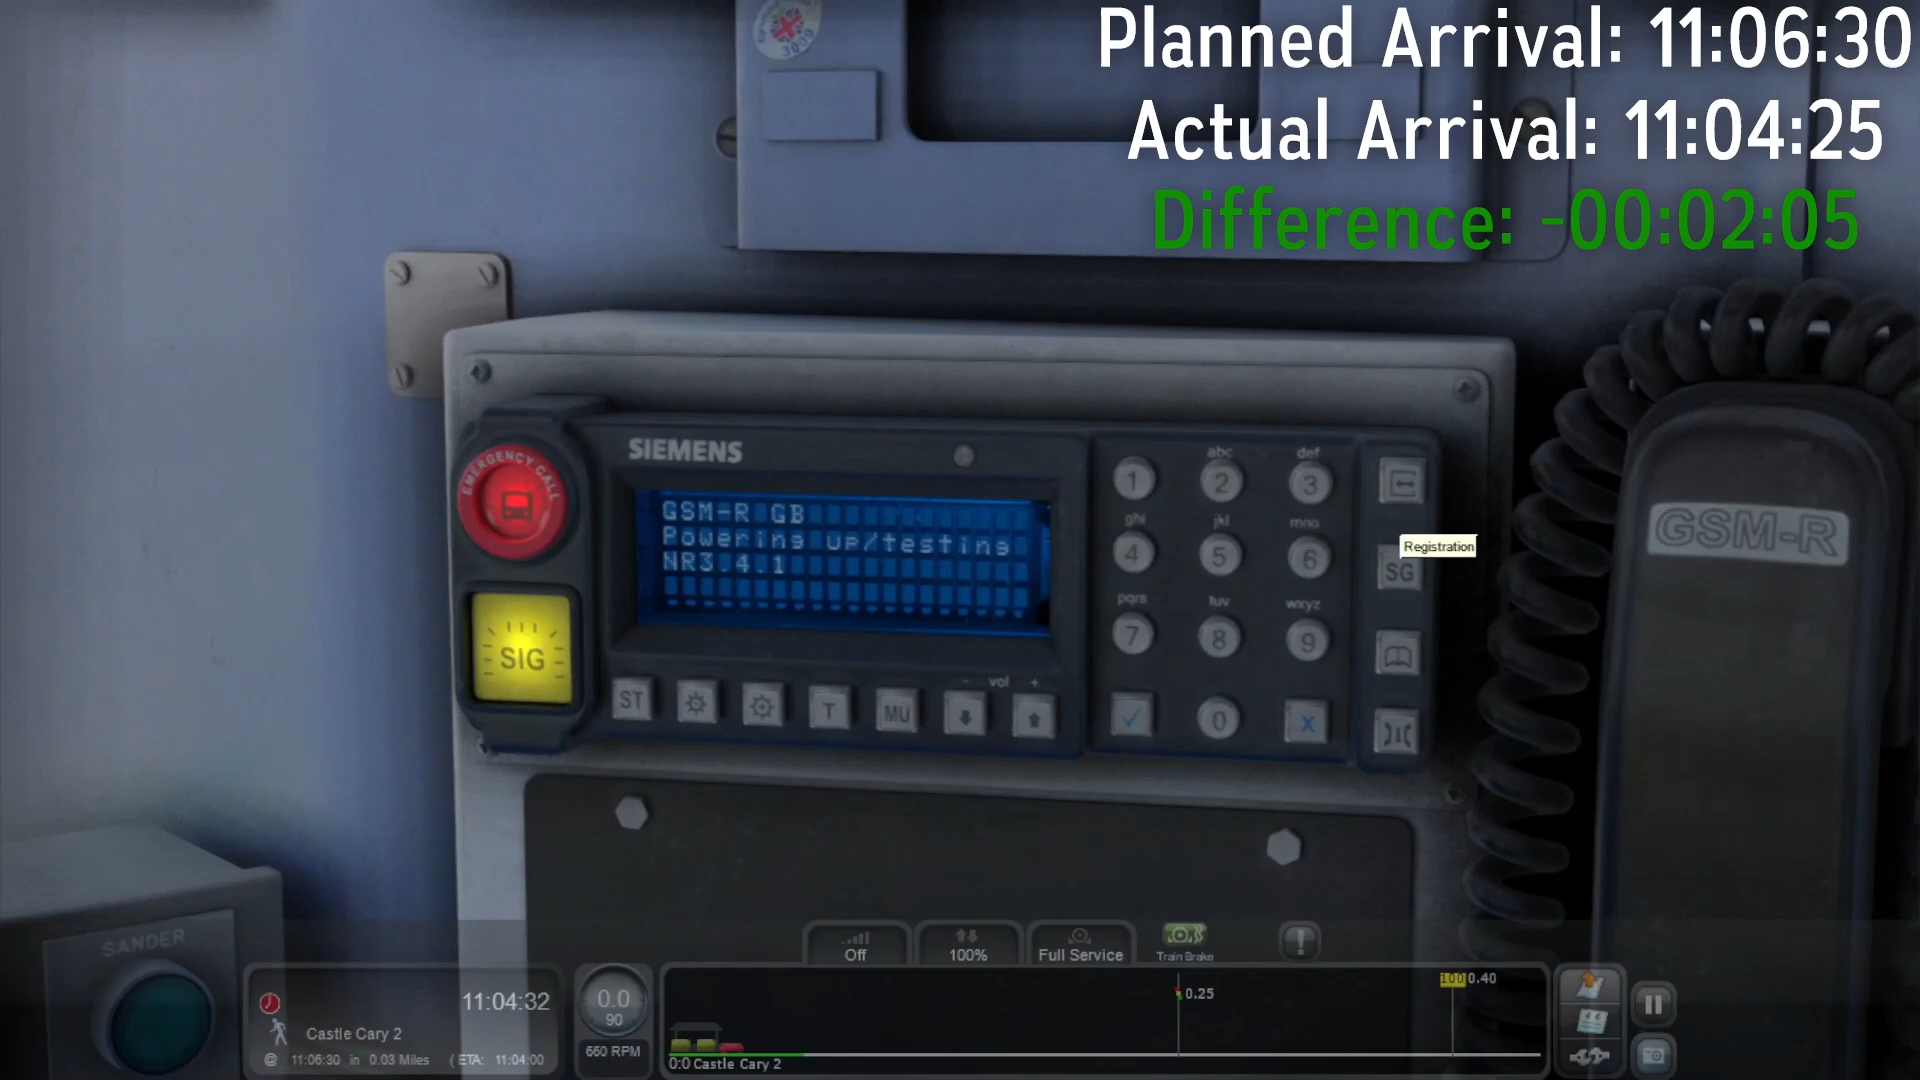 3000
Planned Arrival: 11:06:30
Actual Arrival: 11:04:25
Difference: -00:02:05
EMERGENCY CALL
SIEMENS
GSM-R GB
Powering up/testing
NR3.4.1
SIG
ST
T
MU
- vol +
1
abc
2
def
3
ghi
4
jkl
5
mno
6
pqrs
7
tuv
8
wxyz
9
✓
0
X
Registration
SG
GSM-R
SANDER
Off
100%
Full Service
Train Brake
!
11:04:32
Castle Cary 2
@ 11:06:30 in 0.03 Miles ( ETA: 11:04:00
0.0
90
660 RPM
0.25
100 0.40
0:0 Castle Cary 2